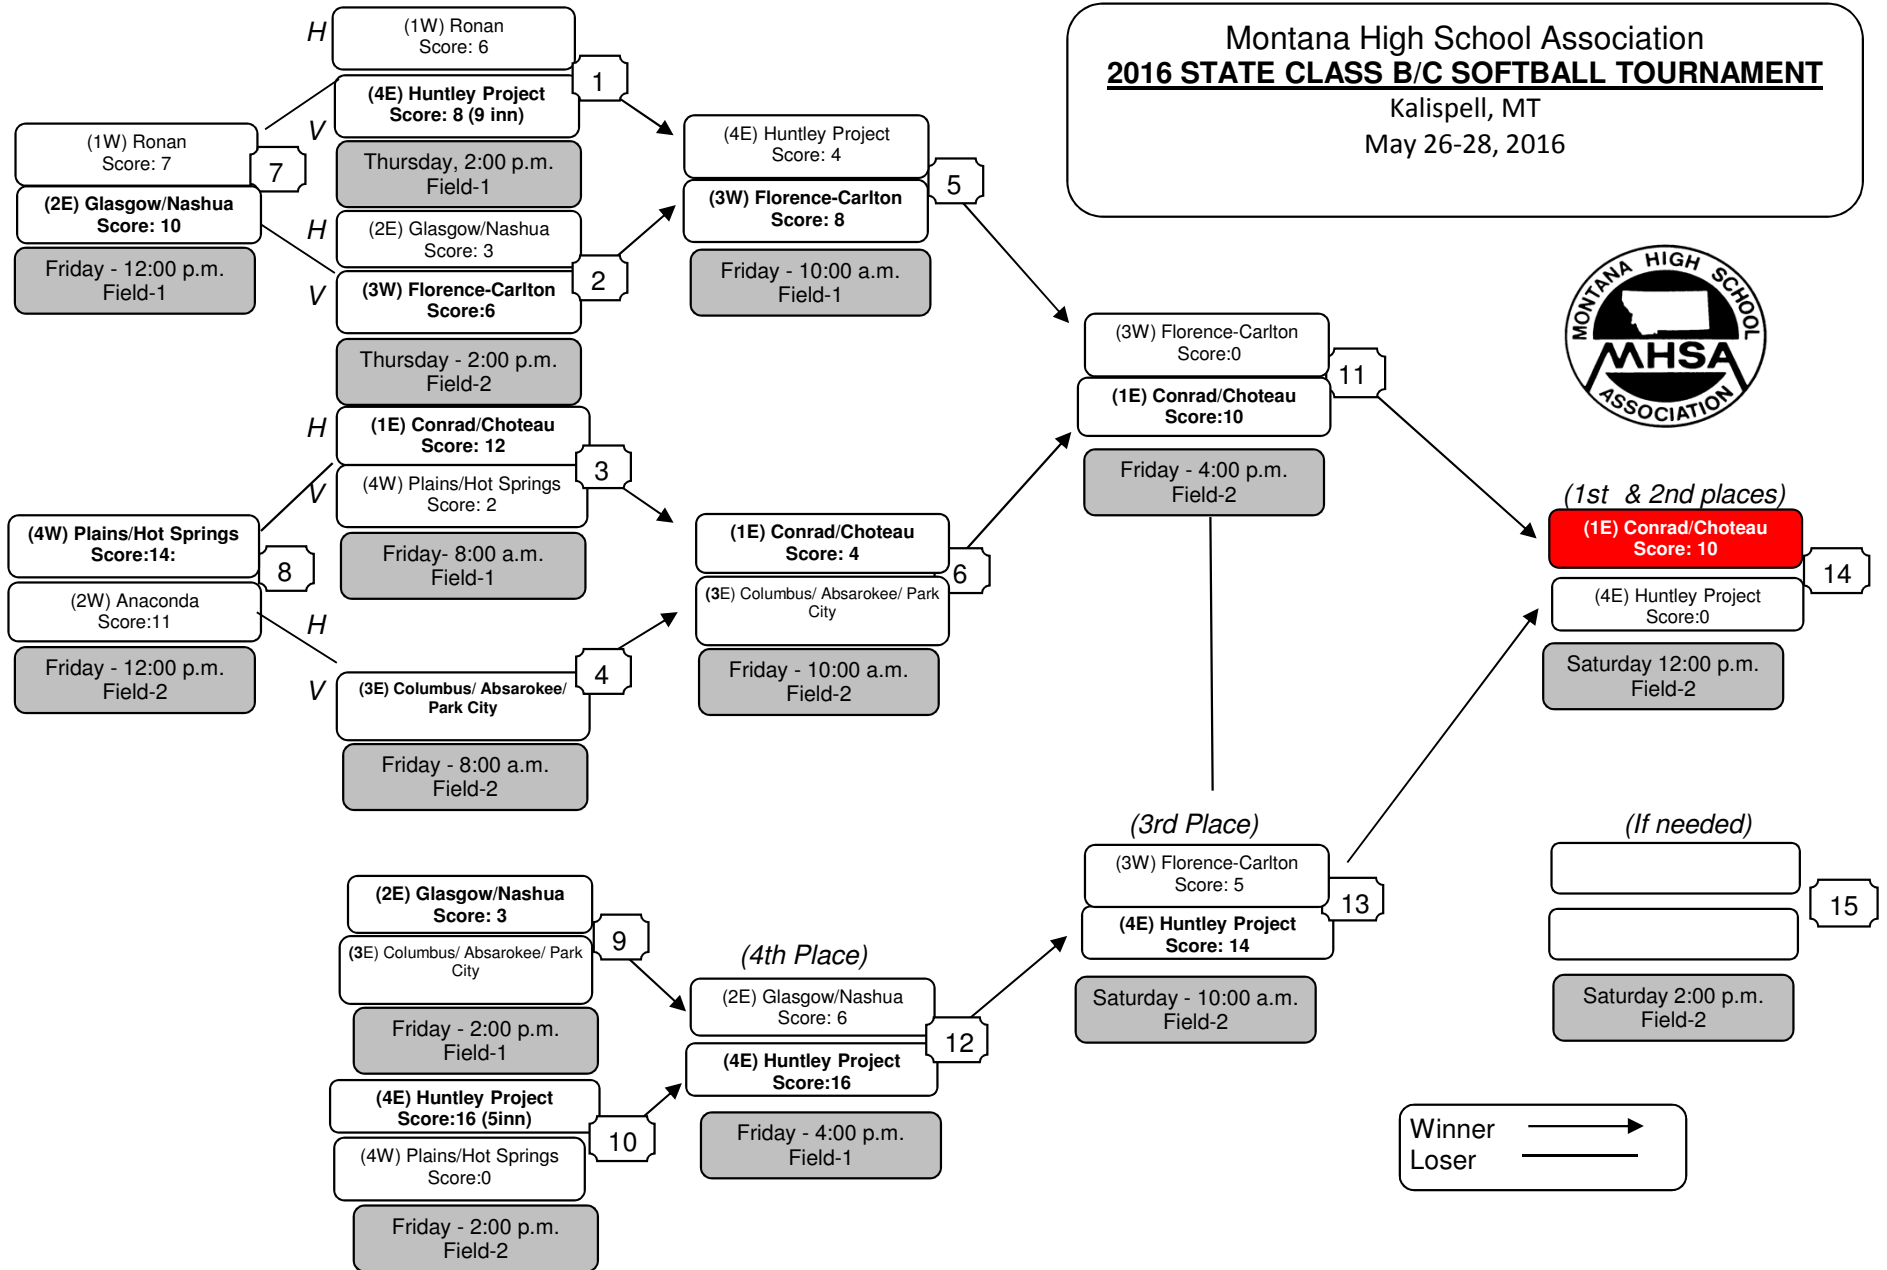 Montana High School Association
2016 STATE CLASS B/C SOFTBALL TOURNAMENT
Kalispell, MT
May 26-28, 2016
MONTANA HIGH SCHOOL
MHSA
ASSOCIATION
(1W) Ronan
Score: 7
7
(2E) Glasgow/Nashua
Score: 10
Friday - 12:00 p.m.
Field-1
(4W) Plains/Hot Springs
Score:14:
8
(2W) Anaconda
Score:11
Friday - 12:00 p.m.
Field-2
H
(1W) Ronan
Score: 6
1
V
(4E) Huntley Project
Score: 8 (9 inn)
Thursday, 2:00 p.m.
Field-1
H
(2E) Glasgow/Nashua
Score: 3
2
V
(3W) Florence-Carlton
Score:6
Thursday - 2:00 p.m.
Field-2
H
(1E) Conrad/Choteau
Score: 12
3
V
(4W) Plains/Hot Springs
Score: 2
Friday- 8:00 a.m.
Field-1
H
4
V
(3E) Columbus/ Absarokee/
Park City
Friday - 8:00 a.m.
Field-2
(2E) Glasgow/Nashua
Score: 3
9
(3E) Columbus/ Absarokee/ Park
City
Friday - 2:00 p.m.
Field-1
(4E) Huntley Project
Score:16 (5inn)
10
(4W) Plains/Hot Springs
Score:0
Friday - 2:00 p.m.
Field-2
(4E) Huntley Project
Score: 4
5
(3W) Florence-Carlton
Score: 8
Friday - 10:00 a.m.
Field-1
(1E) Conrad/Choteau
Score: 4
6
(3E) Columbus/ Absarokee/ Park
City
Friday - 10:00 a.m.
Field-2
(4th Place)
(2E) Glasgow/Nashua
Score: 6
12
(4E) Huntley Project
Score:16
Friday - 4:00 p.m.
Field-1
(3W) Florence-Carlton
Score:0
11
(1E) Conrad/Choteau
Score:10
Friday - 4:00 p.m.
Field-2
(3rd Place)
(3W) Florence-Carlton
Score: 5
13
(4E) Huntley Project
Score: 14
Saturday - 10:00 a.m.
Field-2
(1st & 2nd places)
(1E) Conrad/Choteau
Score: 10
14
(4E) Huntley Project
Score:0
Saturday 12:00 p.m.
Field-2
(If needed)
15
Saturday 2:00 p.m.
Field-2
Winner
Loser